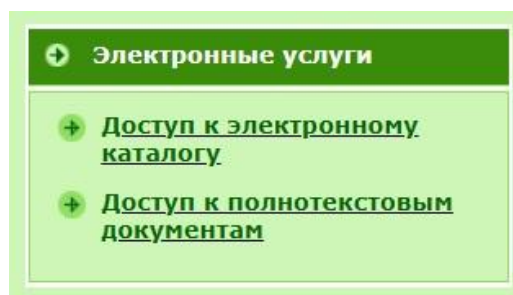 Электронные услуги
Доступ к электронному
каталогу
Доступ к полнотекстовым
документам